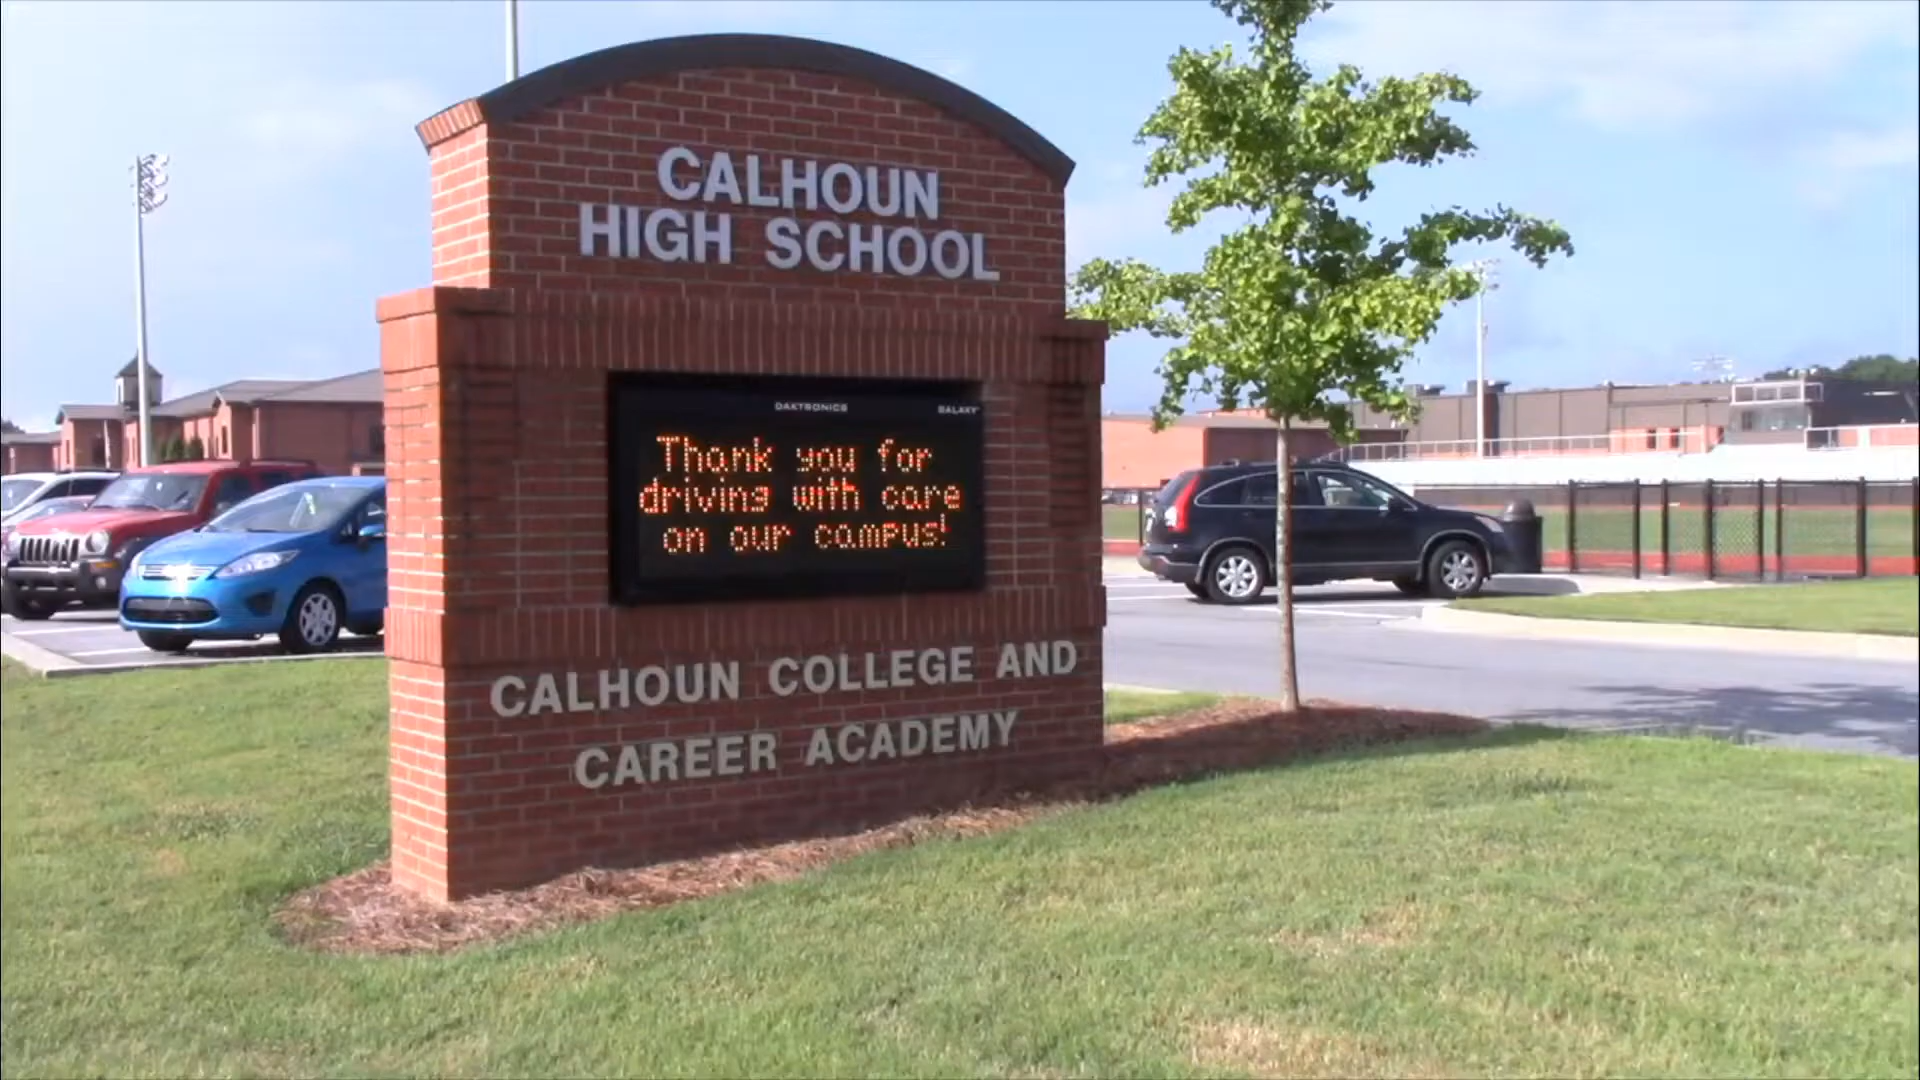 CALHOUN
HIGH SCHOOL
DAKTRONICS
GALAXY
Thank you for
driving with care
on our campus!
CALHOUN COLLEGE AND
CAREER ACADEMY